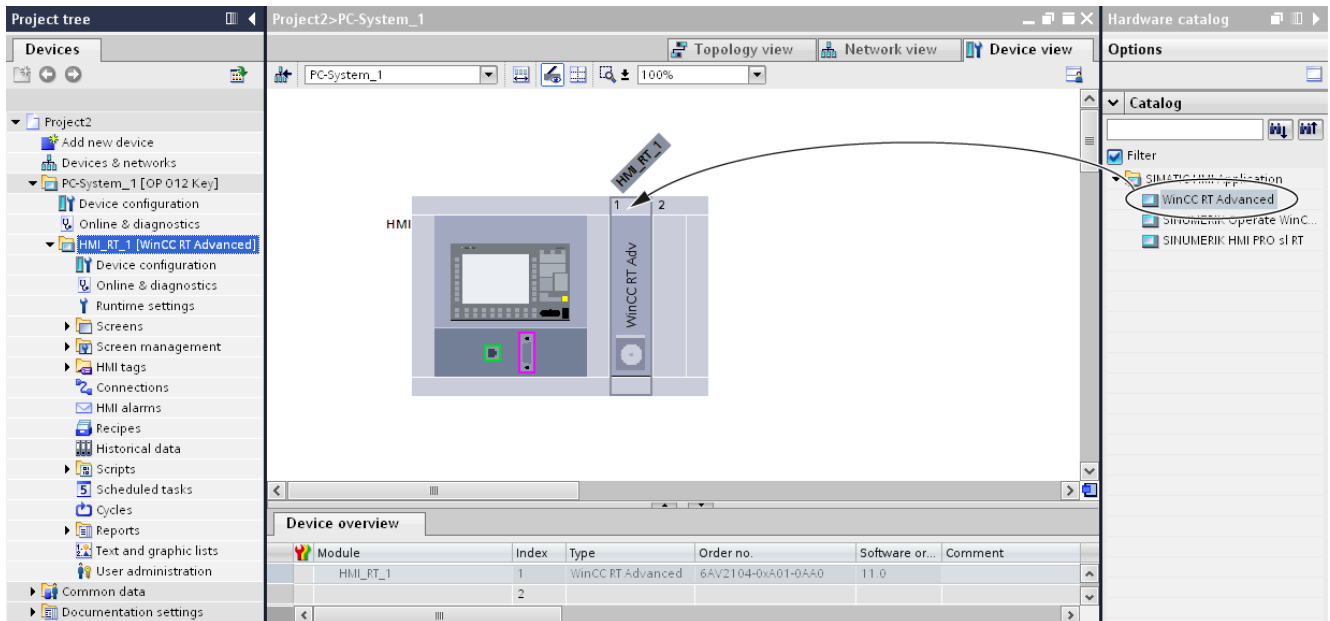 Project tree
Devices
Project2
Add new device
Devices & networks
PC-System_1 [OP 012 Key]
Device configuration
Online & diagnostics
HMI_RT_1 [WinCC RT Advanced]
Device configuration
Online & diagnostics
Runtime settings
Screens
Screen management
HMI tags
Connections
HMI alarms
Recipes
Historical data
Scripts
Scheduled tasks
Cycles
Reports
Text and graphic lists
User administration
Common data
Documentation settings
Project2>PC-System_1
Topology view
Network view
Device view
PC-System_1
100%
HMI_RT_1
1 2
HMI
WinCC RT Adv
Device overview
Module Index Type Order no. Software or... Comment
HMI_RT_1 1 WinCC RT Advanced 6AV2104-0xA01-0AA0 11.0
2
Hardware catalog
Options
Catalog
Filter
SIMATIC HMI Application
WinCC RT Advanced
SINUMERIK Operate WinC...
SINUMERIK HMI PRO sl RT